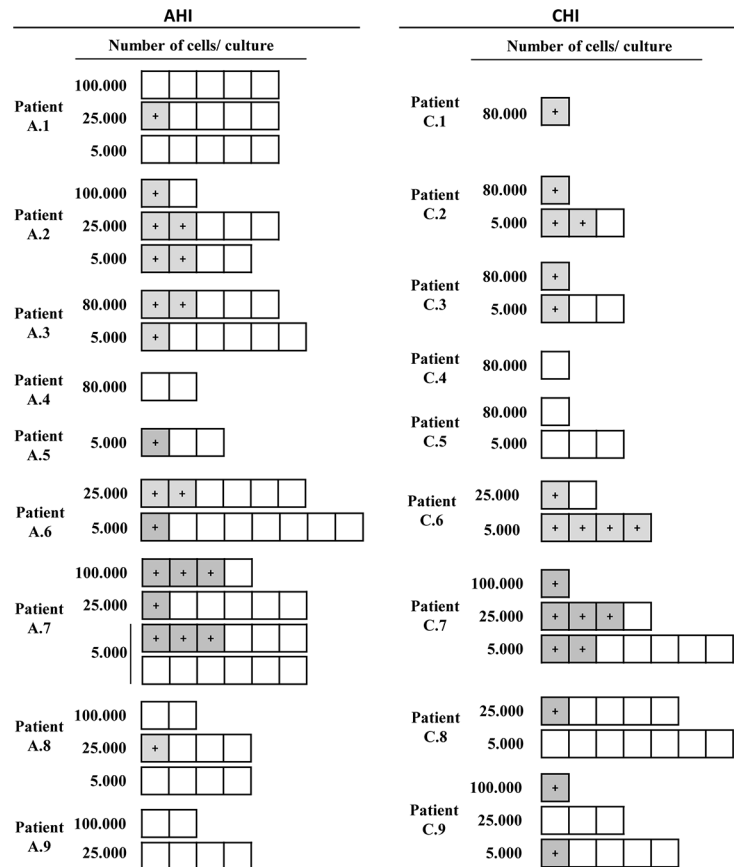 AHI
Number of cells/ culture
Patient
A.1
100.000
25.000 +
5.000
Patient
A.2
100.000 +
25.000 + +
5.000 + +
Patient
A.3
80.000 + +
5.000 +
Patient
A.4
80.000
Patient
A.5
5.000 +
Patient
A.6
25.000 + +
5.000 +
Patient
A.7
100.000 + + +
25.000 +
5.000 + + +
Patient
A.8
100.000
25.000 +
5.000
Patient
A.9
100.000
25.000
CHI
Number of cells/ culture
Patient
C.1
80.000 +
Patient
C.2
80.000 +
5.000 + +
Patient
C.3
80.000 +
5.000 +
Patient
C.4
80.000
Patient
C.5
80.000
5.000
Patient
C.6
25.000 +
5.000 + + + +
Patient
C.7
100.000 +
25.000 + + +
5.000 + +
Patient
C.8
25.000 +
5.000
Patient
C.9
100.000 +
25.000
5.000 +